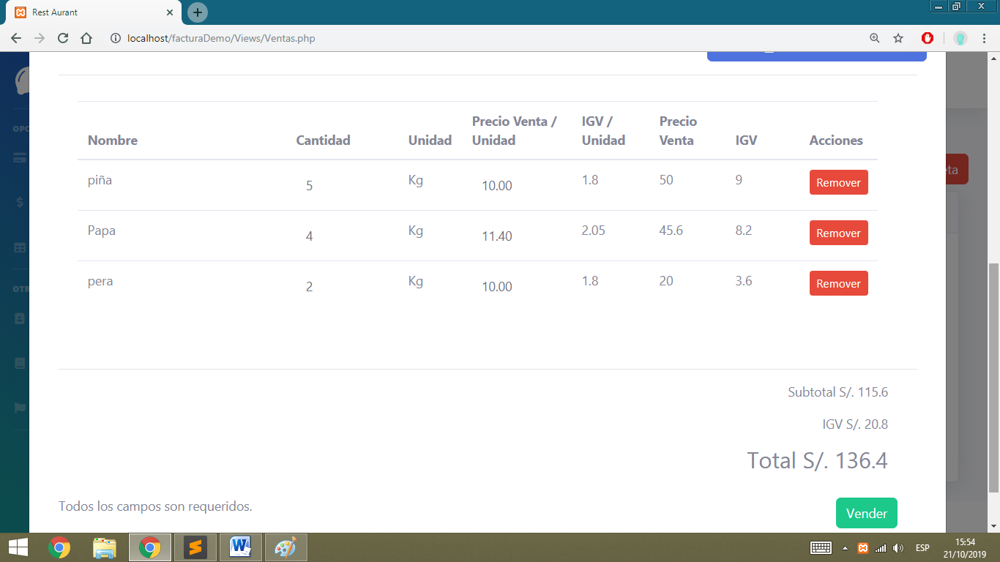 Rest Aurant
localhost/facturaDemo/Views/Ventas.php
OPC
OTR
eta
Nombre Cantidad Unidad Precio Venta / Unidad IGV / Unidad Precio Venta IGV Acciones
piña 5 Kg 10.00 1.8 50 9 Remover
Papa 4 Kg 11.40 2.05 45.6 8.2 Remover
pera 2 Kg 10.00 1.8 20 3.6 Remover
Subtotal S/. 115.6
IGV S/. 20.8
Total S/. 136.4
Todos los campos son requeridos.
Vender
ESP
15:54
21/10/2019